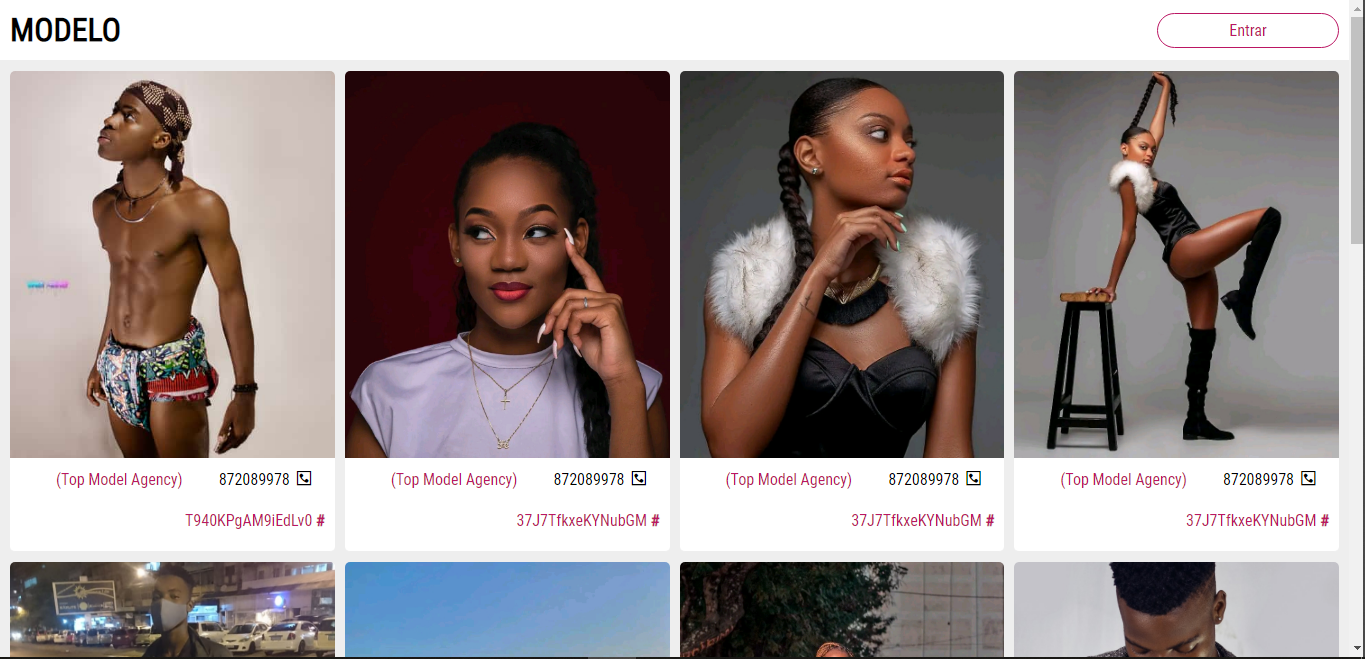 MODELO
Entrar
(Top Model Agency) 872089978
T940KPgAM9iEdLv0 #
(Top Model Agency) 872089978
37J7TfkxeKYNubGM #
(Top Model Agency) 872089978
37J7TfkxeKYNubGM #
(Top Model Agency) 872089978
37J7TfkxeKYNubGM #